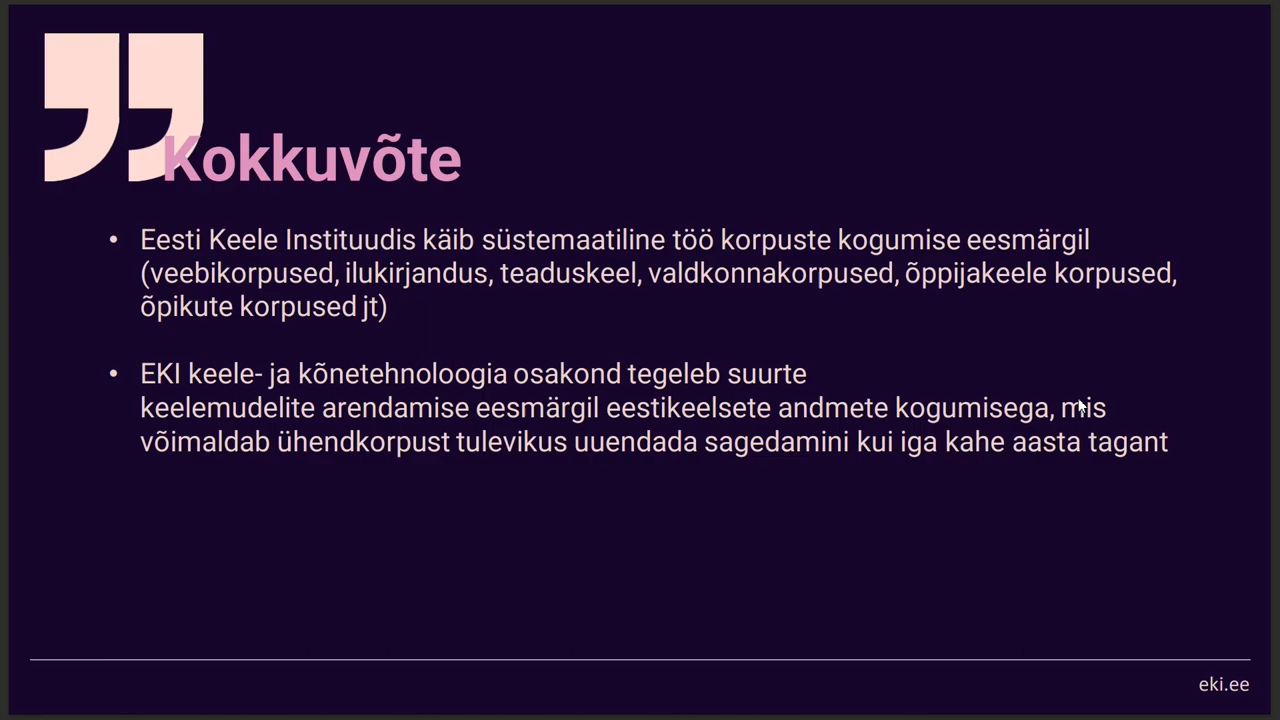 Kokkuvõte
• Eesti Keele Instituudis käib süstemaatiline töö korpuste kogumise eesmärgil
(veebikorpused, ilukirjandus, teaduskeel, valdkonnakorpused, õppijakeele korpused,
õpikute korpused jt)
• EKI keele- ja kõnetehnoloogia osakond tegeleb suurte
keelemudelite arendamise eesmärgil eestikeelsete andmete kogumisega, mis
võimaldab ühendkorpust tulevikus uuendada sagedamini kui iga kahe aasta tagant
eki.ee